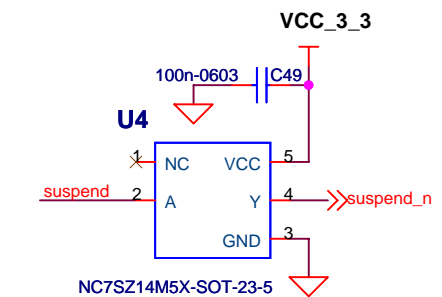 VCC_3_3
100n-0603 C49
U4
1 NC VCC 5
suspend 2 A Y 4 suspend_n
GND 3
NC7SZ14M5X-SOT-23-5